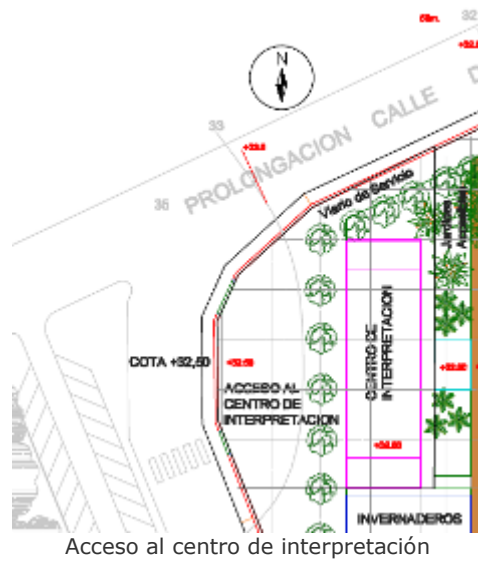 32
N
33
35
PROLONGACION CALLE D
Viario de Servicio
COTA +32,50
ACCESO AL
CENTRO DE
INTERPRETACION
CENTRO DE
INTERPRETACION
INVERNADEROS
Acceso al centro de interpretación